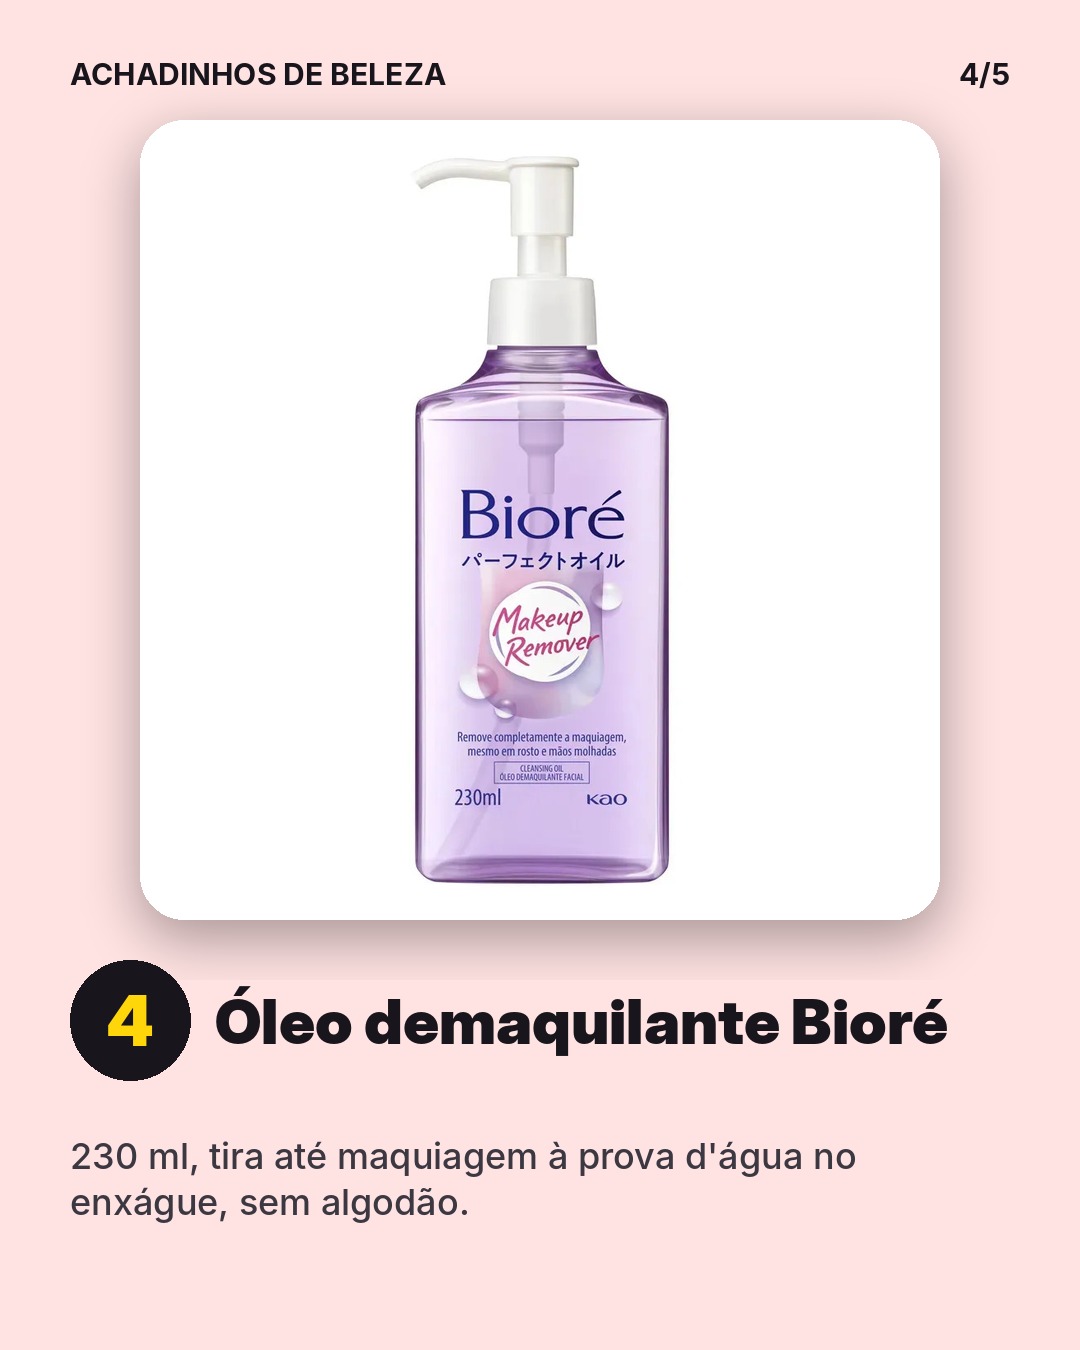 ACHADINHOS DE BELEZA
4/5
Bioré
パーフェクトオイル
Makeup
Remover
Remove completamente a maquiagem,
mesmo em rosto e mãos molhadas
CLEANSING OIL
ÓLEO DEMAQUILANTE FACIAL
230ml
Kao
4
Óleo demaquilante Bioré
230 ml, tira até maquiagem à prova d'água no
enxágue, sem algodão.